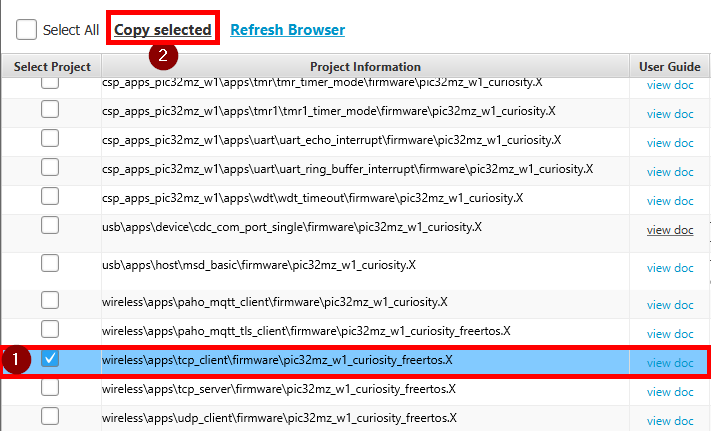 Select All Copy selected Refresh Browser
2
Select Project Project Information User Guide
csp_apps_pic32mz_w1\apps\tmr\tmr_timer_mode\firmware\pic32mz_w1_curiosity.X view doc
csp_apps_pic32mz_w1\apps\tmr1\tmr1_timer_mode\firmware\pic32mz_w1_curiosity.X view doc
csp_apps_pic32mz_w1\apps\uart\uart_echo_interrupt\firmware\pic32mz_w1_curiosity.X view doc
csp_apps_pic32mz_w1\apps\uart\uart_ring_buffer_interrupt\firmware\pic32mz_w1_curiosity.X view doc
csp_apps_pic32mz_w1\apps\wdt\wdt_timeout\firmware\pic32mz_w1_curiosity.X view doc
usb\apps\device\cdc_com_port_single\firmware\pic32mz_w1_curiosity.X view doc
usb\apps\host\msd_basic\firmware\pic32mz_w1_curiosity.X view doc
wireless\apps\paho_mqtt_client\firmware\pic32mz_w1_curiosity.X view doc
wireless\apps\paho_mqtt_tls_client\firmware\pic32mz_w1_curiosity_freertos.X view doc
1 wireless\apps\tcp_client\firmware\pic32mz_w1_curiosity_freertos.X view doc
wireless\apps\tcp_server\firmware\pic32mz_w1_curiosity_freertos.X view doc
wireless\apps\udp_client\firmware\pic32mz_w1_curiosity_freertos.X view doc